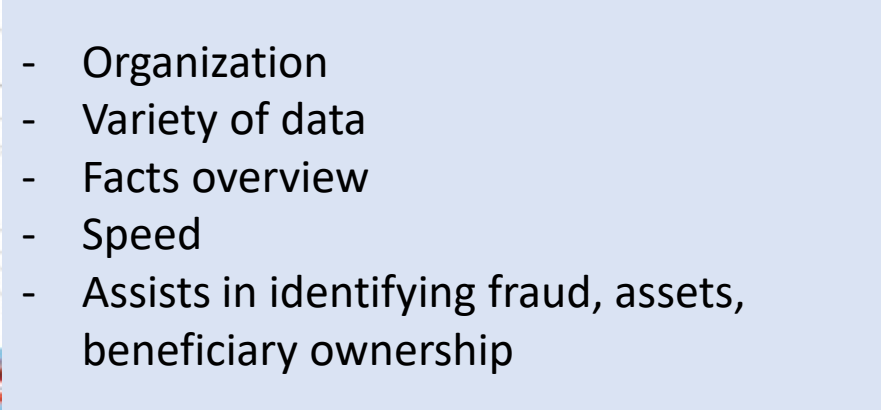 - Organization
- Variety of data
- Facts overview
- Speed
- Assists in identifying fraud, assets,
beneficiary ownership